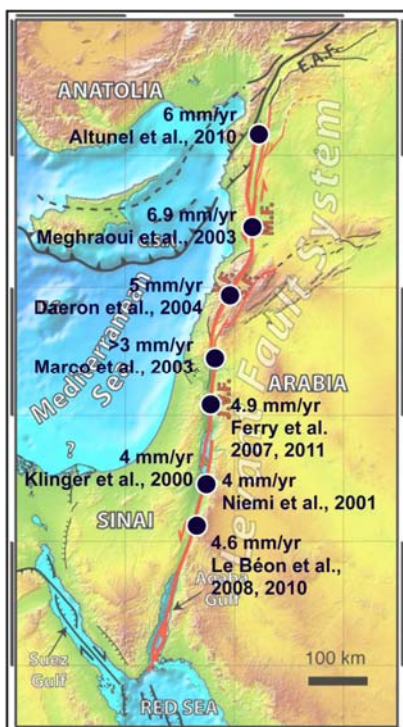 ANATOLIA
E.A.F.
6 mm/yr
Altunel et al., 2010
6.9 mm/yr
Meghraoui et al., 2003
M.F.
5 mm/yr
Daeron et al., 2004
>3 mm/yr
Marco et al., 2003
Mediterranean
Sea
Levant Fault System
ARABIA
J.V.F.
4.9 mm/yr
Ferry et al.
2007, 2011
4 mm/yr
Klinger et al., 2000
4 mm/yr
Niemi et al., 2001
?
SINAI
4.6 mm/yr
Le Béon et al.,
2008, 2010
Aqaba
Gulf
Suez
Gulf
100 km
RED SEA